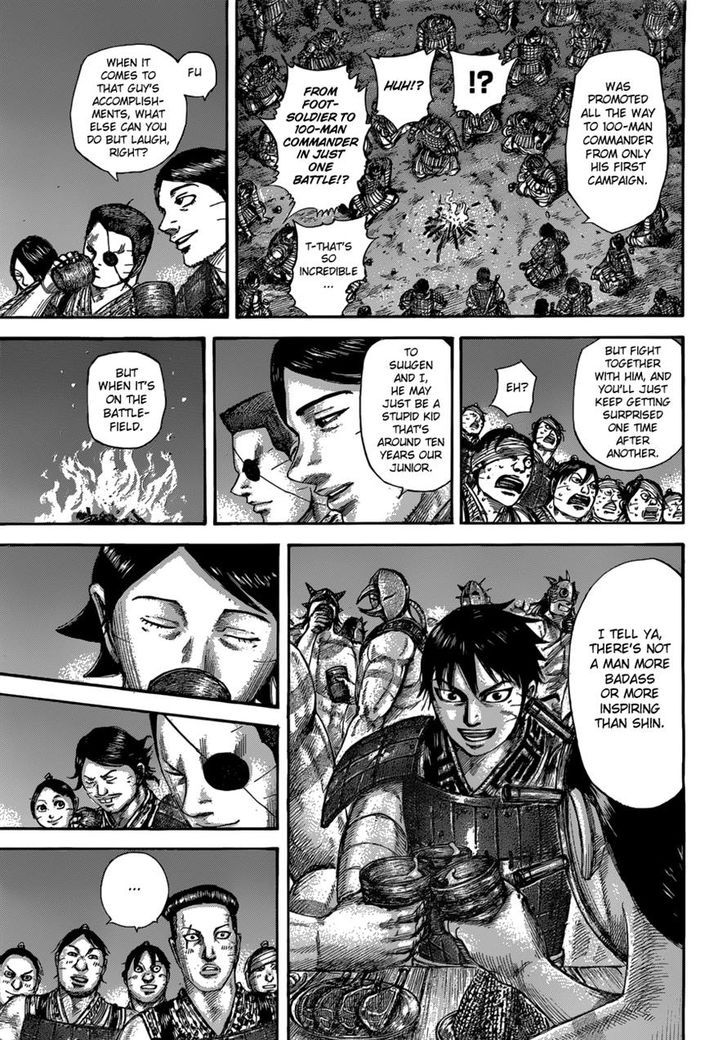 WAS
PROMOTED
ALL THE WAY
TO 100-MAN
COMMANDER
FROM ONLY
HIS FIRST
CAMPAIGN.
!?
HUH!?
FROM
FOOT-
SOLDIER TO
100-MAN
COMMANDER
IN JUST
ONE
BATTLE!?
T-THAT'S
SO
INCREDIBLE
...
FU
WHEN IT
COMES TO
THAT GUY'S
ACCOMPLISH-
MENTS, WHAT
ELSE CAN YOU
DO BUT LAUGH,
RIGHT?
BUT FIGHT
TOGETHER
WITH HIM, AND
YOU'LL JUST
KEEP GETTING
SURPRISED
ONE TIME
AFTER
ANOTHER.
EH?
TO
SUUGEN
AND I, HE
MAY JUST
BE A
STUPID KID
THAT'S
AROUND TEN
YEARS OUR
JUNIOR.
BUT
WHEN IT'S
ON THE
BATTLE-
FIELD.
I TELL YA,
THERE'S NOT
A MAN MORE
BADASS
OR MORE
INSPIRING
THAN SHIN.
...